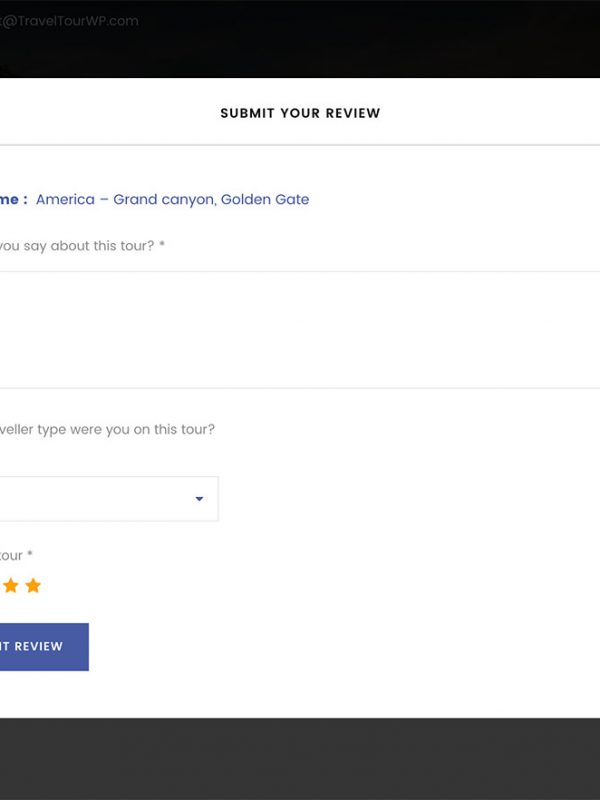 t@TravelTourWP.com
SUBMIT YOUR REVIEW
me : America – Grand canyon, Golden Gate
you say about this tour? *
veller type were you on this tour?
tour *
IT REVIEW